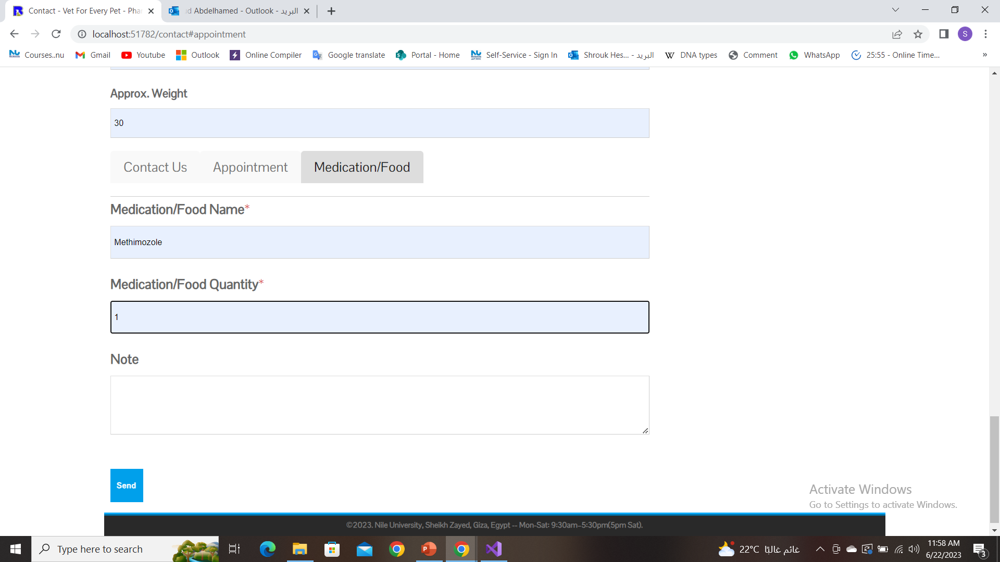 Contact - Vet For Every Pet - Phar
ud Abdelhamed - Outlook - البريد
localhost:51782/contact#appointment
S
Courses..nu
Gmail
Youtube
Outlook
Online Compiler
Google translate
Portal - Home
Self-Service - Sign In
Shrouk Hes... - البريد
DNA types
Comment
WhatsApp
25:55 - Online Time...
»
Approx. Weight
30
Contact Us Appointment Medication/Food
Medication/Food Name*
Methimozole
Medication/Food Quantity*
1
Note
Send
Activate Windows
Go to Settings to activate Windows.
©2023. Nile University, Sheikh Zayed, Giza, Egypt -- Mon-Sat: 9:30am–5:30pm(5pm Sat).
Type here to search
22°C غائم غالبًا
11:58 AM
6/22/2023
3